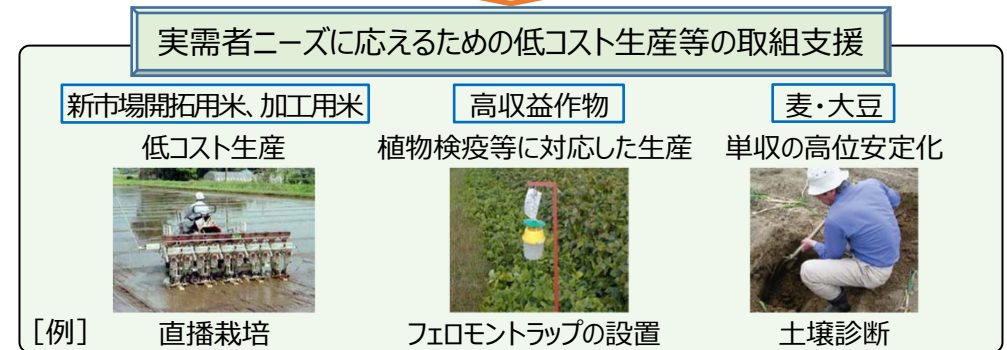 実需者ニーズに応えるための低コスト生産等の取組支援
新市場開拓用米、加工用米
低コスト生産
直播栽培
高収益作物
植物検疫等に対応した生産
フェロモントラップの設置
麦・大豆
単収の高位安定化
土壌診断
［例］